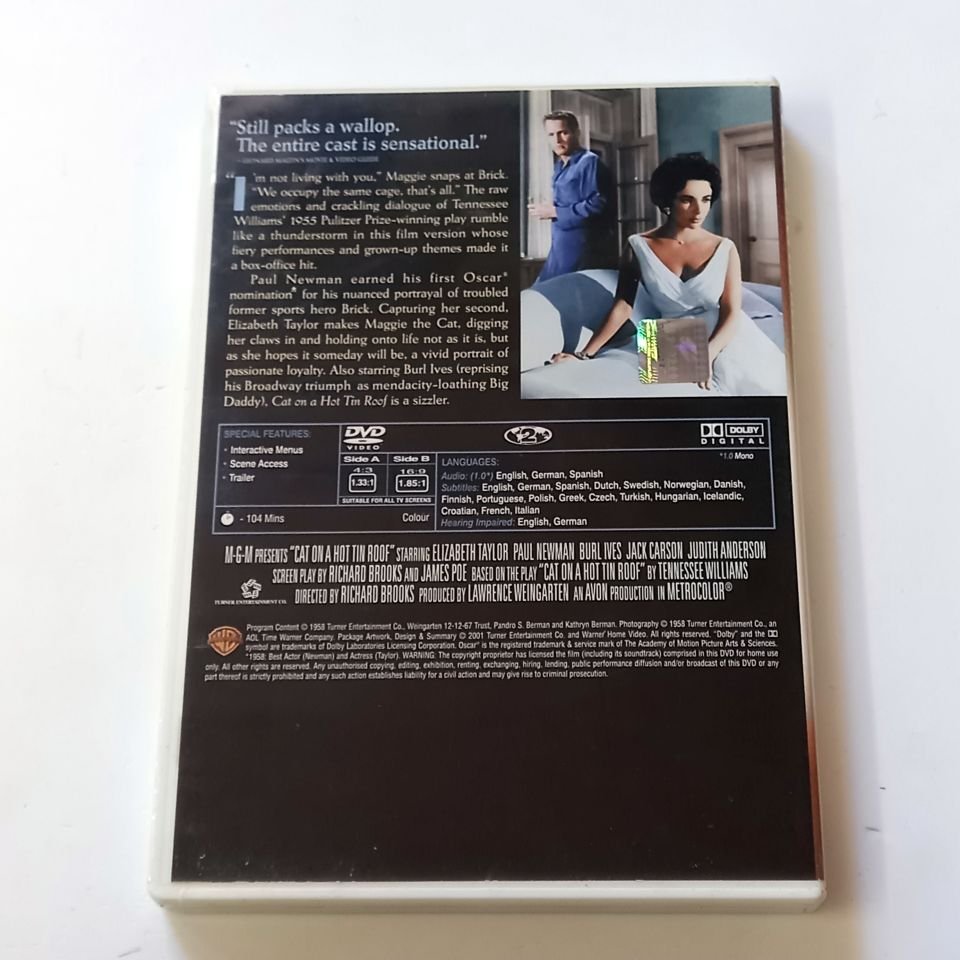 “Still packs a wallop.
The entire cast is sensational.”
– LEONARD MALTIN'S MOVIE & VIDEO GUIDE
“I'm not living with you,” Maggie snaps at Brick.
“We occupy the same cage, that's all.” The raw
emotions and crackling dialogue of Tennessee
Williams' 1955 Pulitzer Prize-winning play rumble
like a thunderstorm in this film version whose
fiery performances and grown-up themes made it
a box-office hit.
Paul Newman earned his first Oscar®
nomination* for his nuanced portrayal of troubled
former sports hero Brick. Capturing her second,
Elizabeth Taylor makes Maggie the Cat, digging
her claws in and holding onto life not as it is, but
as she hopes it someday will be, a vivid portrait of
passionate loyalty. Also starring Burl Ives (reprising
his Broadway triumph as mendacity-loathing Big
Daddy), Cat on a Hot Tin Roof is a sizzler.
SPECIAL FEATURES:
• Interactive Menus
• Scene Access
• Trailer
- 104 Mins
Colour
DVD
VIDEO
Side A Side B
4:3 16:9
1.33:1 1.85:1
SUITABLE FOR ALL TV SCREENS
2
DOLBY
DIGITAL
*1.0 Mono
LANGUAGES:
Audio: (1.0*) English, German, Spanish
Subtitles: English, German, Spanish, Dutch, Swedish, Norwegian, Danish,
Finnish, Portuguese, Polish, Greek, Czech, Turkish, Hungarian, Icelandic,
Croatian, French, Italian
Hearing Impaired: English, German
M-G-M PRESENTS “CAT ON A HOT TIN ROOF” STARRING ELIZABETH TAYLOR PAUL NEWMAN BURL IVES JACK CARSON JUDITH ANDERSON
SCREEN PLAY BY RICHARD BROOKS AND JAMES POE BASED ON THE PLAY “CAT ON A HOT TIN ROOF” BY TENNESSEE WILLIAMS
DIRECTED BY RICHARD BROOKS PRODUCED BY LAWRENCE WEINGARTEN AN AVON PRODUCTION IN METROCOLOR®
TURNER ENTERTAINMENT CO.
WB
Program Content © 1958 Turner Entertainment Co., Weingarten 12-12-67 Trust, Pandro S. Berman and Kathryn Berman. Photography © 1958 Turner Entertainment Co., an
AOL Time Warner Company. Package Artwork, Design & Summary © 2001 Turner Entertainment Co. and Warner Home Video. All rights reserved. “Dolby” and the
symbol are trademarks of Dolby Laboratories Licensing Corporation. Oscar® is the registered trademark & service mark of The Academy of Motion Picture Arts & Sciences.
*1958: Best Actor (Newman) and Actress (Taylor). WARNING: The copyright proprietor has licensed the film (including its soundtrack) comprised in this DVD for home use
only. All other rights are reserved. Any unauthorised copying, editing, exhibition, renting, exchanging, hiring, lending, public performance diffusion and/or broadcast of this DVD or any
part thereof is strictly prohibited and any such action establishes liability for a civil action and may give rise to criminal prosecution.